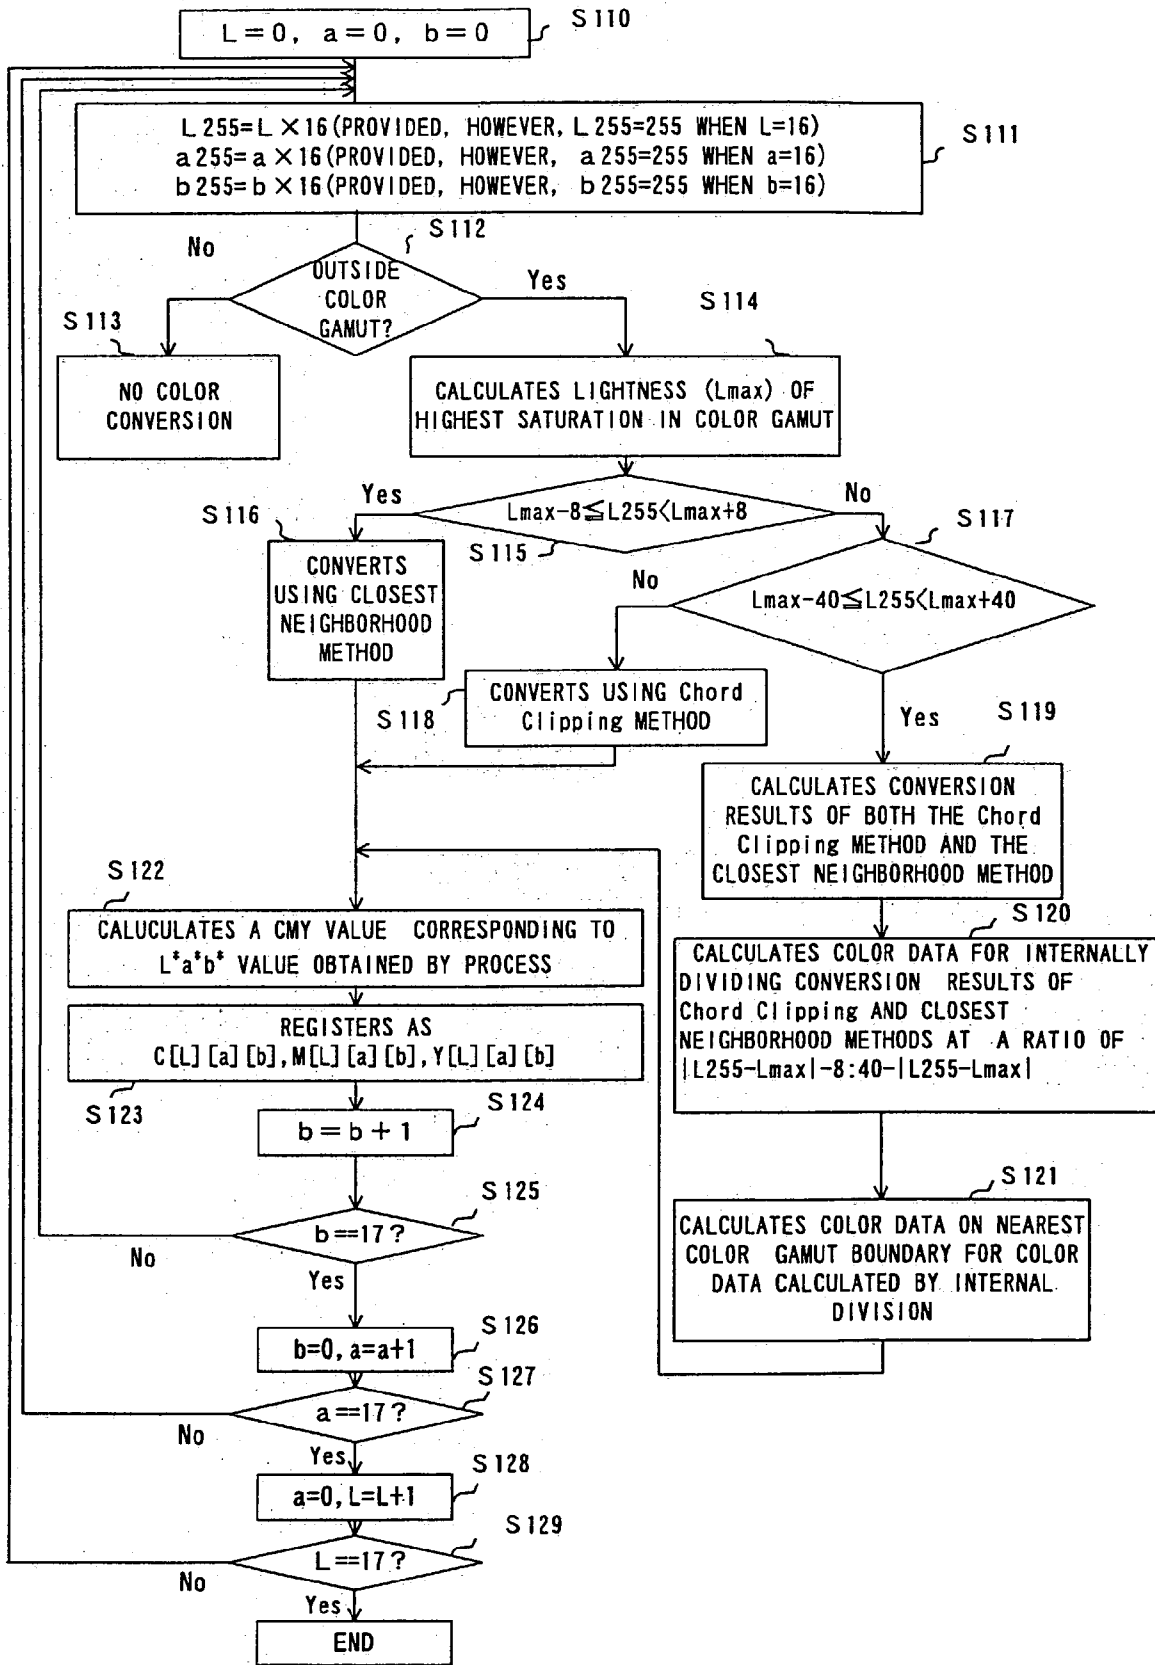 S110
L=0, a=0, b=0
L255=L×16(PROVIDED, HOWEVER, L255=255 WHEN L=16)
a255=a×16(PROVIDED, HOWEVER, a255=255 WHEN a=16)
b255=b×16(PROVIDED, HOWEVER, b255=255 WHEN b=16)
S111
S112
No
OUTSIDE
COLOR
GAMUT?
Yes
S113
NO COLOR
CONVERSION
S114
CALCULATES LIGHTNESS (Lmax) OF
HIGHEST SATURATION IN COLOR GAMUT
Yes
Lmax-8≦L255<Lmax+8
No
S115
S116
CONVERTS
USING CLOSEST
NEIGHBORHOOD
METHOD
S117
No
Lmax-40≦L255<Lmax+40
Yes
S118
CONVERTS USING Chord
Clipping METHOD
S119
CALCULATES CONVERSION
RESULTS OF BOTH THE Chord
Clipping METHOD AND THE
CLOSEST NEIGHBORHOOD METHOD
S120
CALCULATES COLOR DATA FOR INTERNALLY
DIVIDING CONVERSION RESULTS OF
Chord Clipping AND CLOSEST
NEIGHBORHOOD METHODS AT A RATIO OF
|L255-Lmax|-8:40-|L255-Lmax|
S121
CALCULATES COLOR DATA ON NEAREST
COLOR GAMUT BOUNDARY FOR COLOR
DATA CALCULATED BY INTERNAL
DIVISION
S122
CALUCULATES A CMY VALUE CORRESPONDING TO
L*a*b* VALUE OBTAINED BY PROCESS
REGISTERS AS
C[L][a][b],M[L][a][b],Y[L][a][b]
S123
S124
b=b+1
S125
b==17?
No
Yes
S126
b=0,a=a+1
S127
a==17?
No
Yes
S128
a=0,L=L+1
S129
L==17?
No
Yes
END